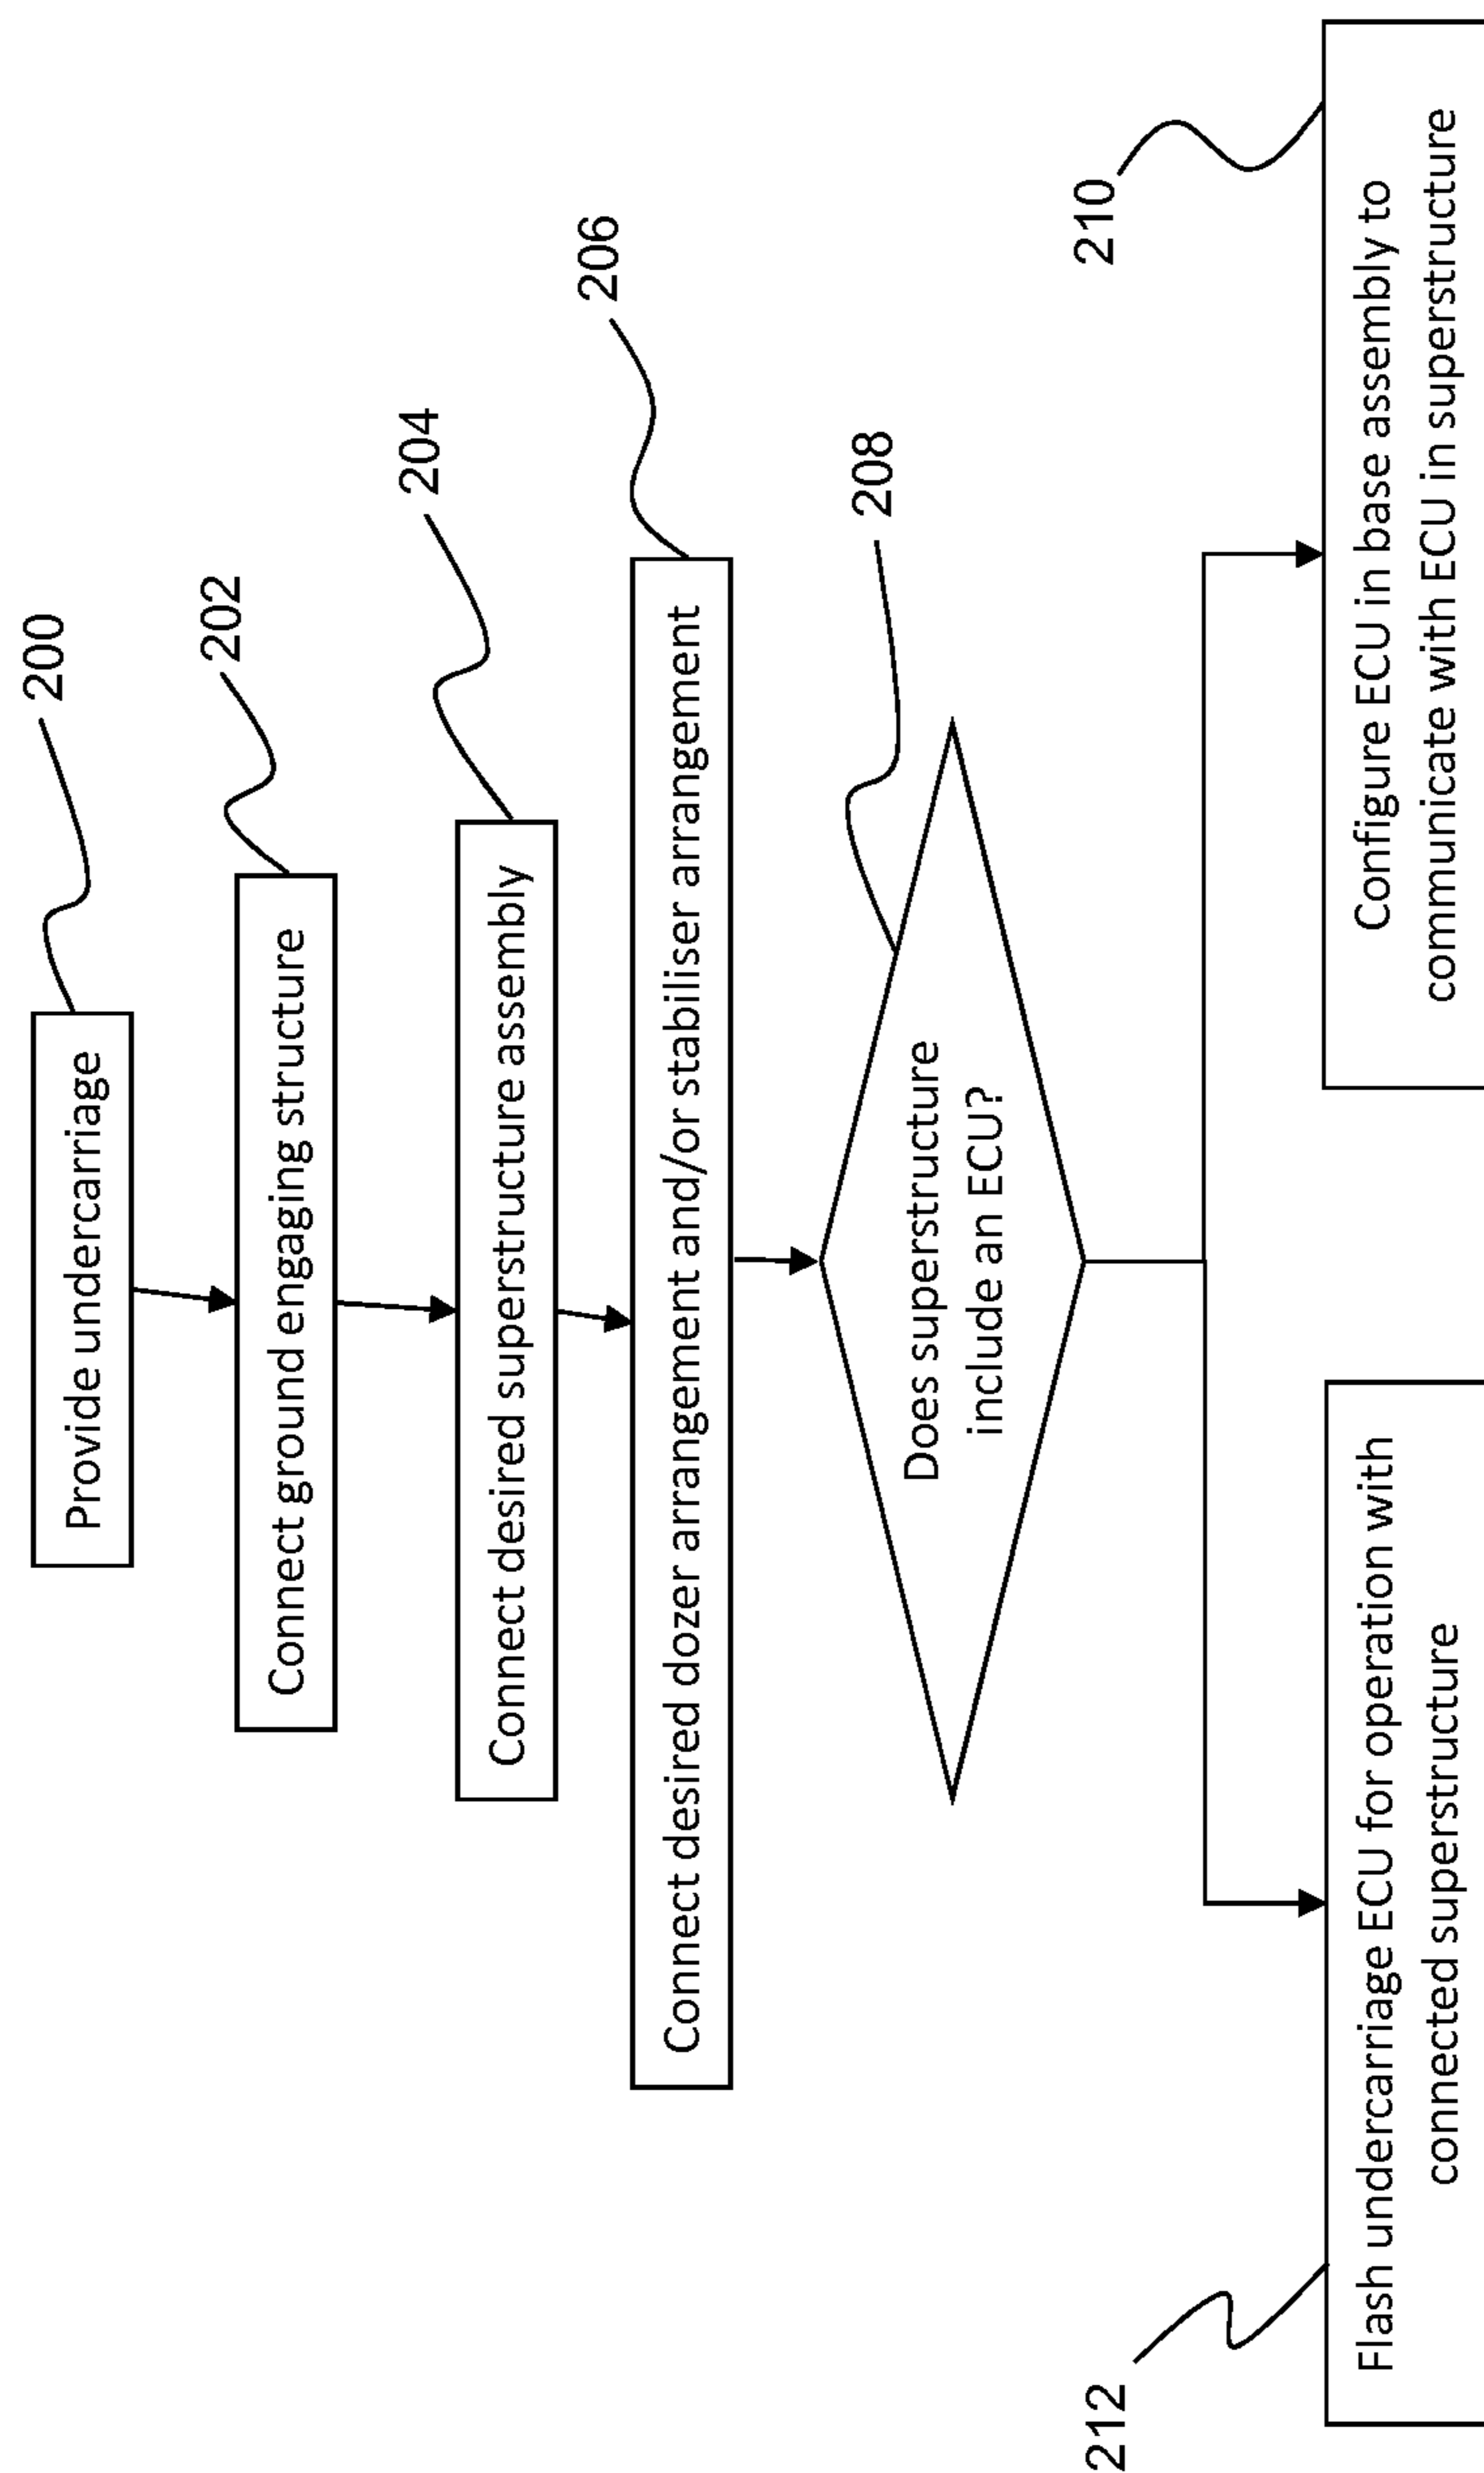 200
Provide undercarriage
202
Connect ground engaging structure
204
Connect desired superstructure assembly
206
Connect desired dozer arrangement and/or stabiliser arrangement
208
Does superstructure
include an ECU?
212
Flash undercarriage ECU for operation with
connected superstructure
210
Configure ECU in base assembly to
communicate with ECU in superstructure